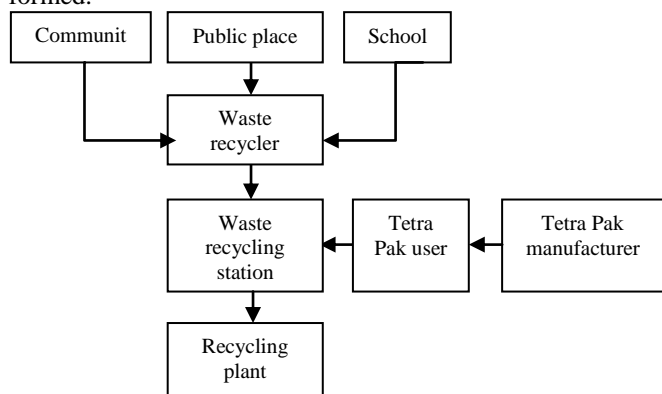 formed.
Communit
Public place
School
Waste
recycler
Waste
recycling
station
Tetra
Pak user
Tetra Pak
manufacturer
Recycling
plant